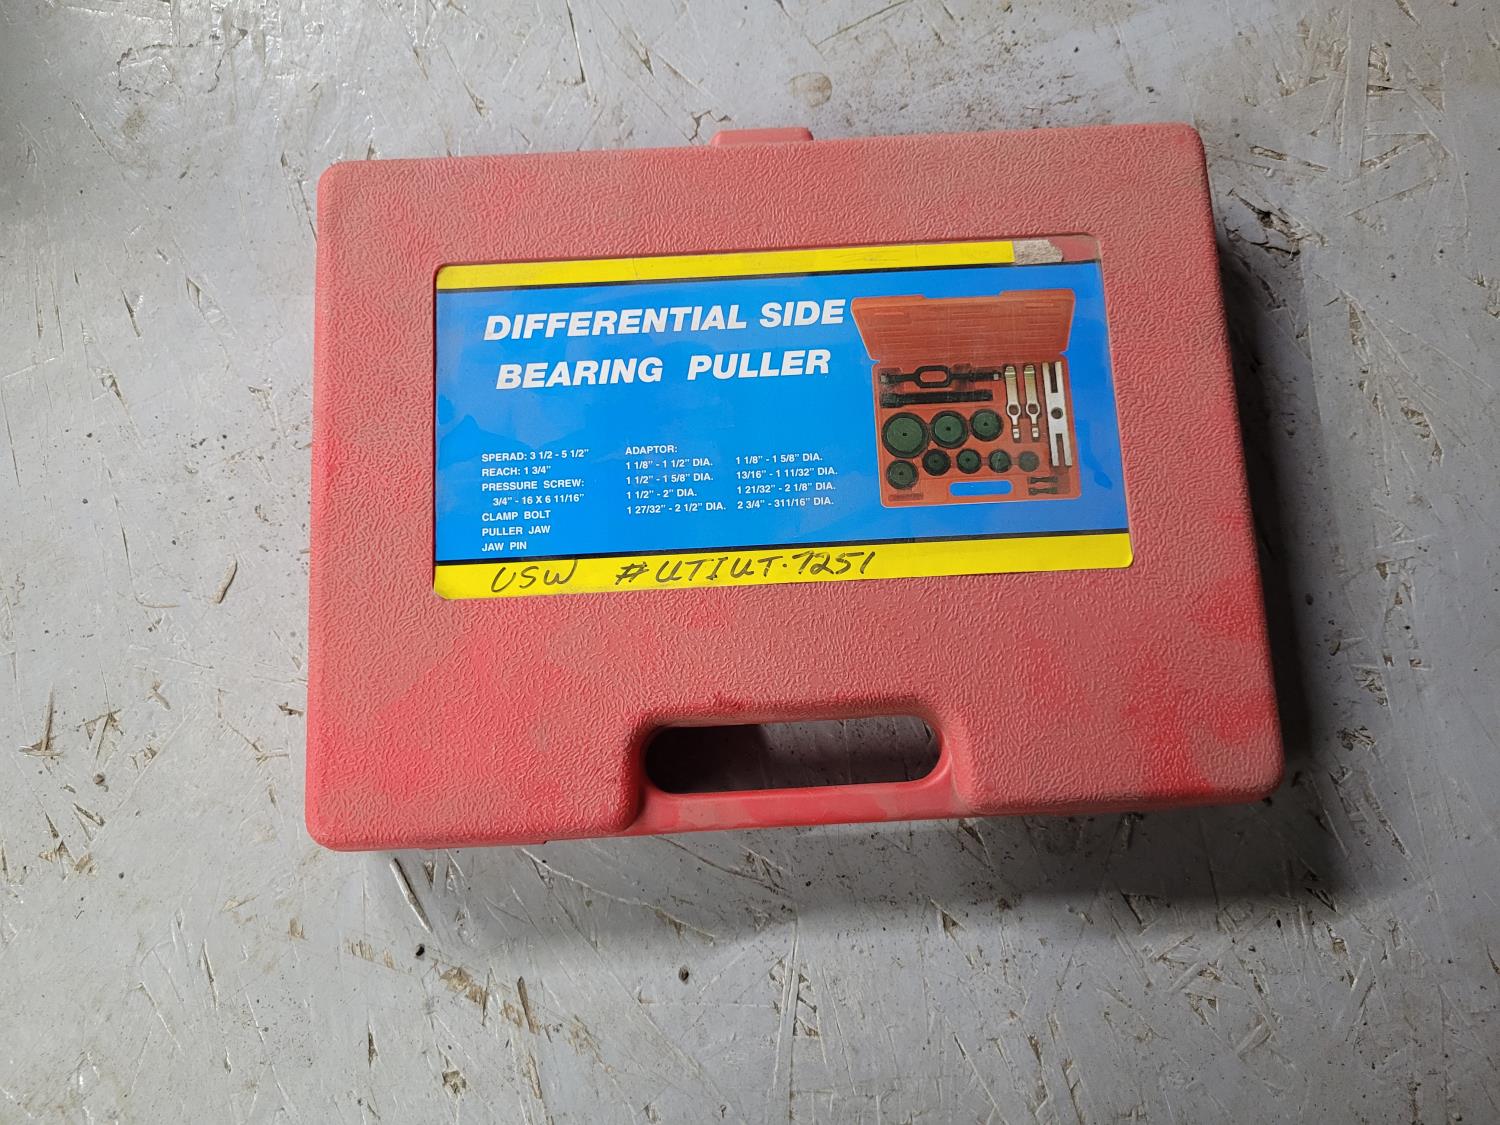 DIFFERENTIAL SIDE
BEARING PULLER
SPERAD: 3 1/2 - 5 1/2"
REACH: 1 3/4"
PRESSURE SCREW:
3/4" - 16 X 6 11/16"
CLAMP BOLT
PULLER JAW
JAW PIN
ADAPTOR:
1 1/8" - 1 1/2" DIA.
1 1/2" - 1 5/8" DIA.
1 1/2" - 2" DIA.
1 27/32" - 2 1/2" DIA.
1 1/8" - 1 5/8" DIA.
13/16" - 1 11/32" DIA.
1 21/32" - 2 1/8" DIA.
2 3/4" - 311/16" DIA.
USW #UTIUT-7251